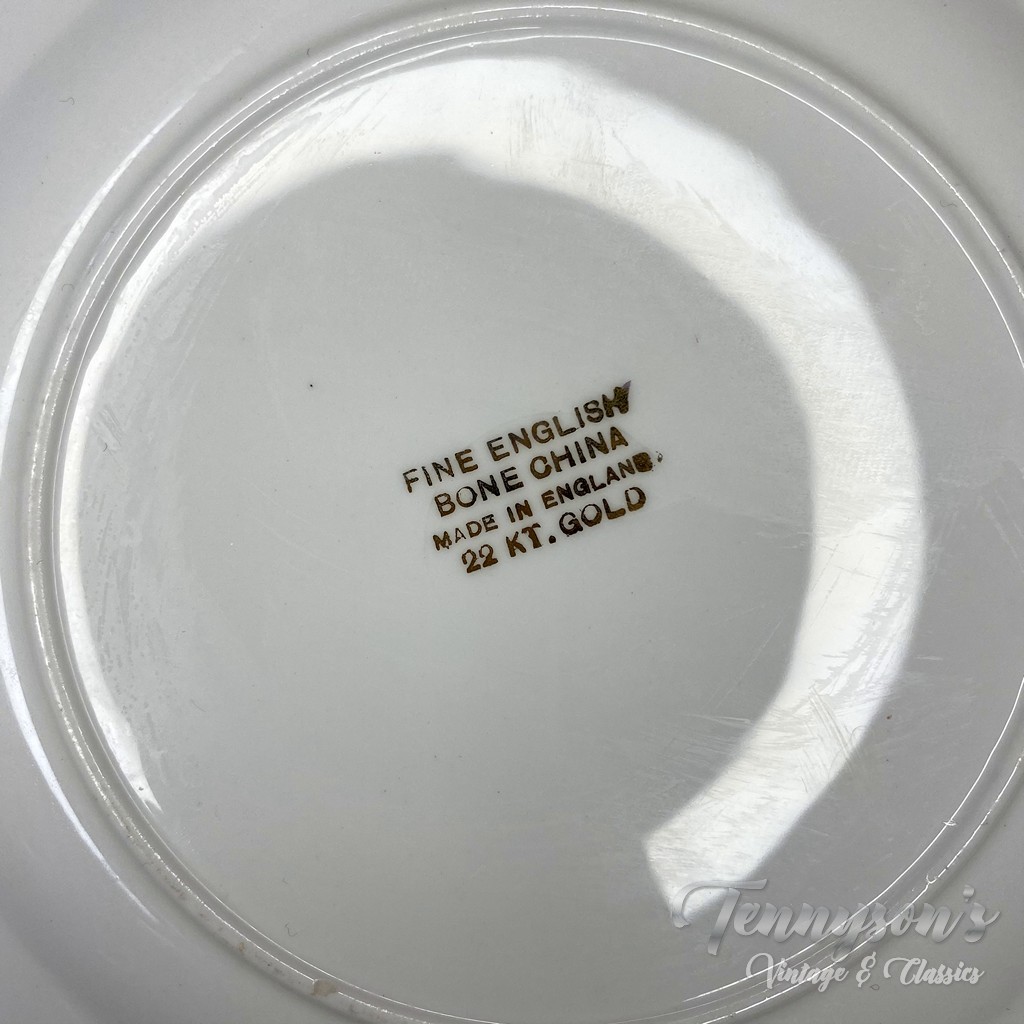 FINE ENGLISH
BONE CHINA
MADE IN ENGLAND.
22 KT. GOLD
Tennyson's
Vintage & Classics